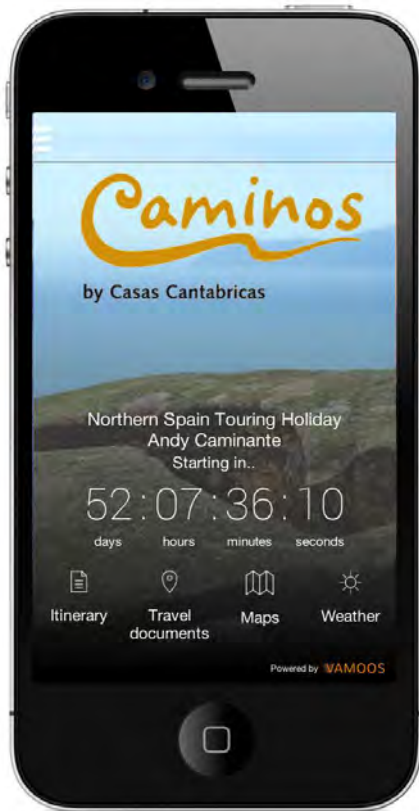 Caminos
by Casas Cantabricas
Northern Spain Touring Holiday
Andy Caminante
Starting in..
52:07:36:10
days hours minutes seconds
Itinerary Travel documents Maps Weather
Powered by VAMOOS